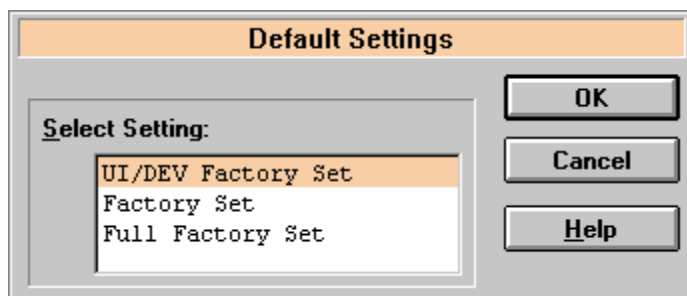 Default Settings
Select Setting:
UI/DEV Factory Set
Factory Set
Full Factory Set
OK
Cancel
Help